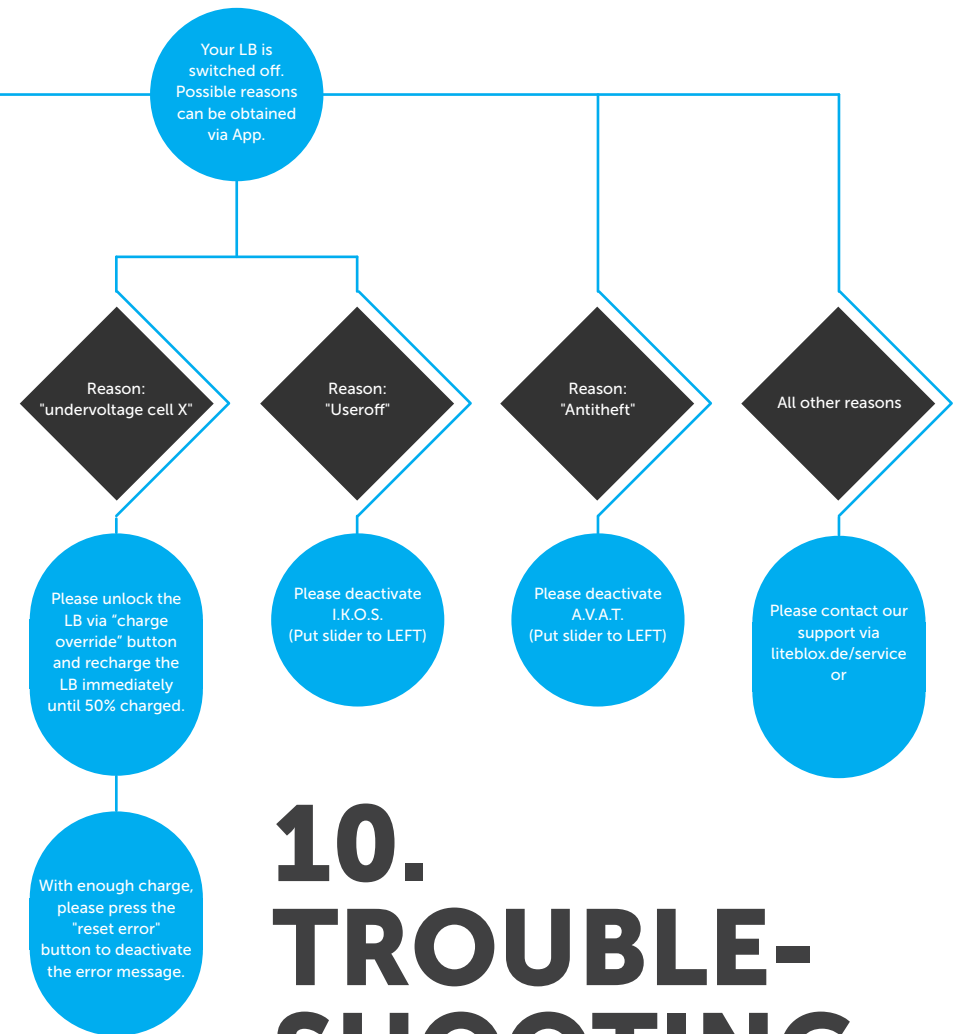 Your LB is
switched off.
Possible reasons
can be obtained
via App.
Reason:
"undervoltage cell X"
Reason:
"Useroff"
Reason:
"Antitheft"
All other reasons
Please unlock the
LB via “charge
override” button
and recharge the
LB immediately
until 50% charged.
Please deactivate
I.K.O.S.
(Put slider to LEFT)
Please deactivate
A.V.A.T.
(Put slider to LEFT)
Please contact our
support via
liteblox.de/service
or
With enough charge,
please press the
"reset error"
button to deactivate
the error message.
10.
TROUBLE-
SHOOTING